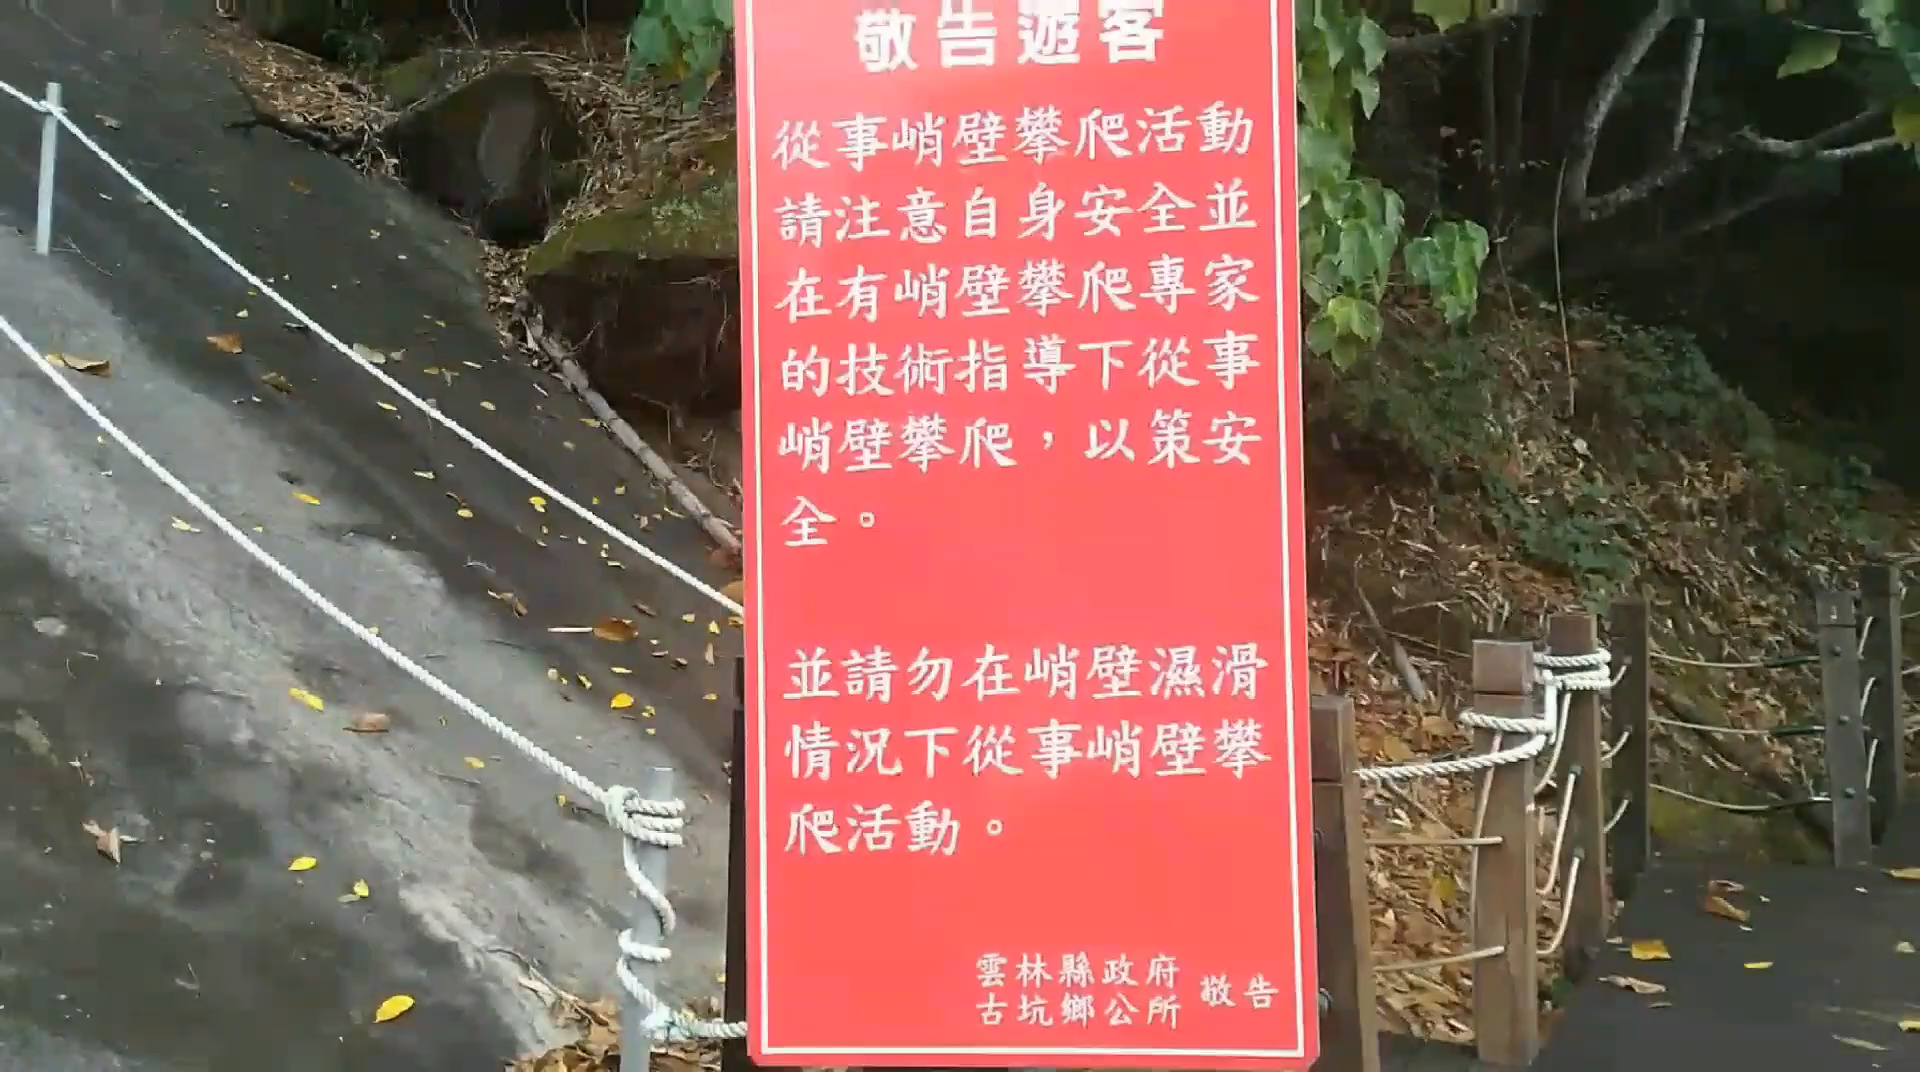 敬告遊客
從事峭壁攀爬活動
請注意自身安全並
在有峭壁攀爬專家
的技術指導下從事
峭壁攀爬，以策安
全。
並請勿在峭壁濕滑
情況下從事峭壁攀
爬活動。
雲林縣政府
古坑鄉公所
敬告